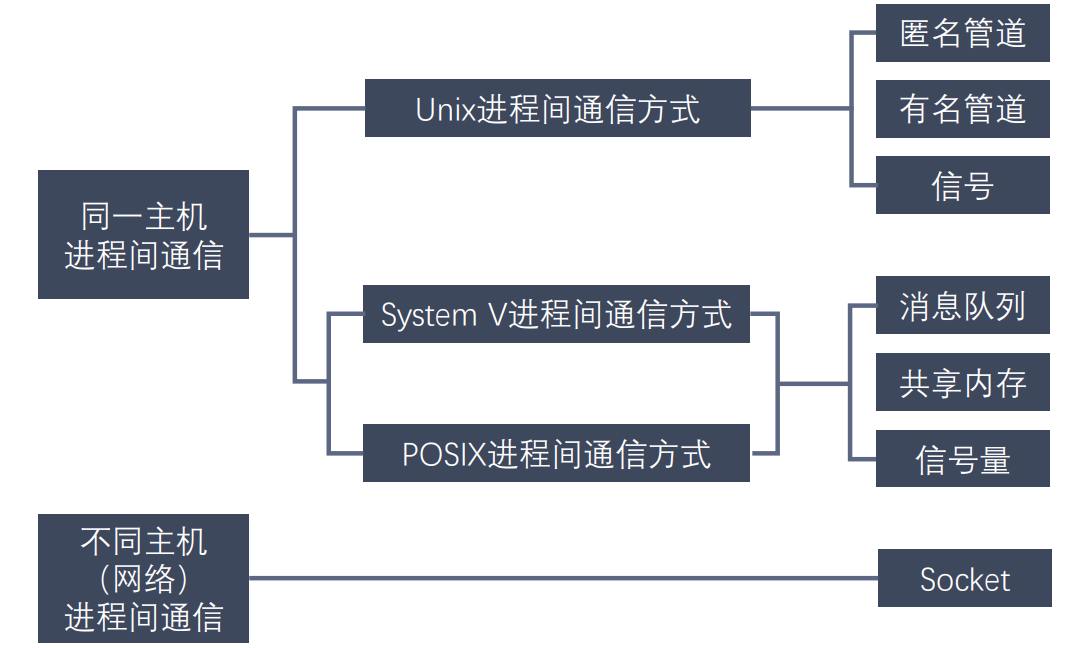 匿名管道
Unix进程间通信方式
有名管道
信号
同一主机
进程间通信
System V进程间通信方式
消息队列
共享内存
POSIX进程间通信方式
信号量
不同主机
（网络）
进程间通信
Socket